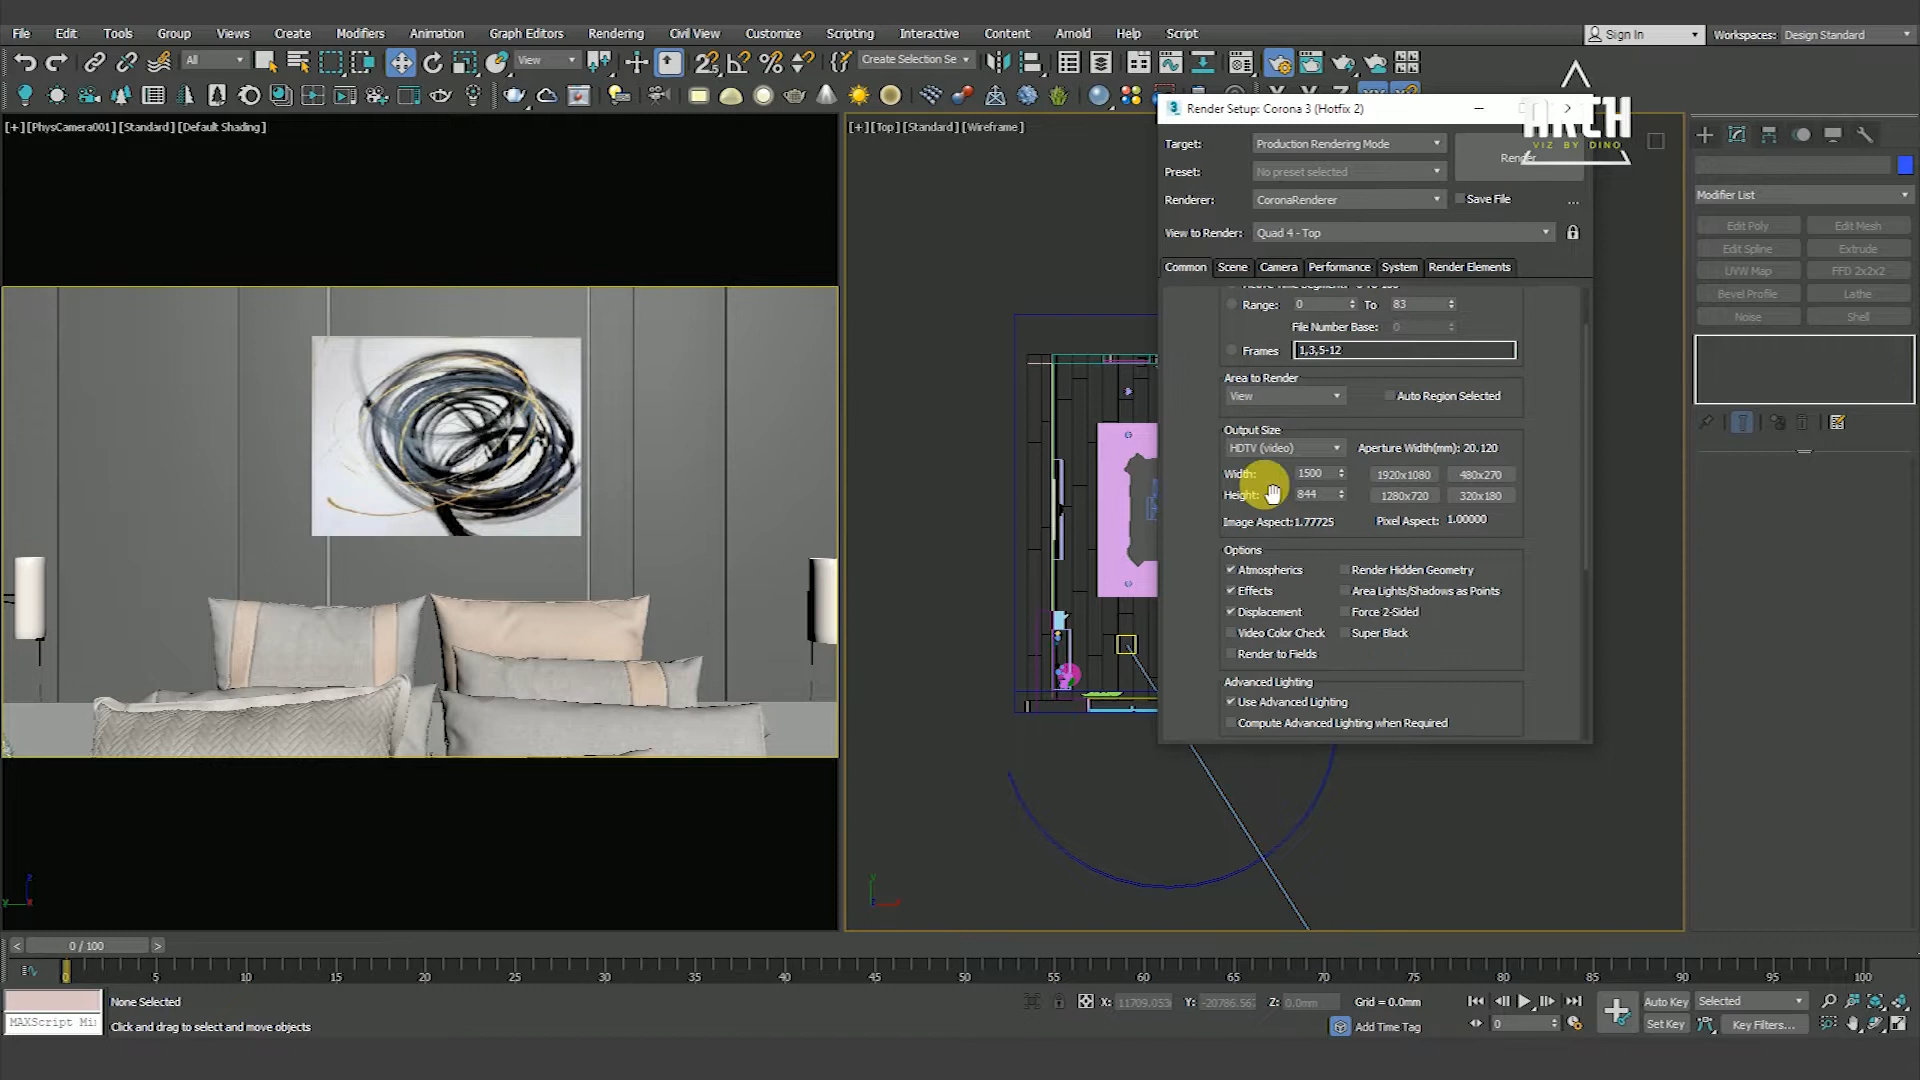 File Edit Tools Group Views Create Modifiers Animation Graph Editors Rendering Civil View Customize Scripting Interactive Content Arnold Help Script
Sign In Workspaces: Design Standard
All View Create Selection Se
[+] [PhysCamera001] [Standard] [Default Shading]
[+] [Top] [Standard] [Wireframe]
Render Setup: Corona 3 (Hotfix 2)
ARCH
VIZ BY DINO
Target: Production Rendering Mode
Render
Preset: No preset selected
Renderer: CoronaRenderer Save File ...
View to Render: Quad 4 - Top
Common Scene Camera Performance System Render Elements
Range: 0 To 83
File Number Base: 0
Frames 1,3,5-12
Area to Render
View Auto Region Selected
Output Size
HDTV (video) Aperture Width(mm): 20.120
Width: 1500 1920x1080 480x270
Height: 844 1280x720 320x180
Image Aspect:1.77725 Pixel Aspect: 1.00000
Options
Atmospherics Render Hidden Geometry
Effects Area Lights/Shadows as Points
Displacement Force 2-Sided
Video Color Check Super Black
Render to Fields
Advanced Lighting
Use Advanced Lighting
Compute Advanced Lighting when Required
Modifier List
Edit Poly Edit Mesh
Edit Spline Extrude
UVW Map FFD 2x2x2
Bevel Profile Lathe
Noise Shell
z
y x
y
x
< 0 / 100 >
0 5 10 15 20 25 30 35 40 45 50 55 60 65 70 75 80 85 90 95 100
None Selected X: 11709.053 Y: -20786.567 Z: 0.0mm Grid = 0.0mm Auto Key Selected
MAXScript Mi Click and drag to select and move objects Add Time Tag 0 Set Key Key Filters...